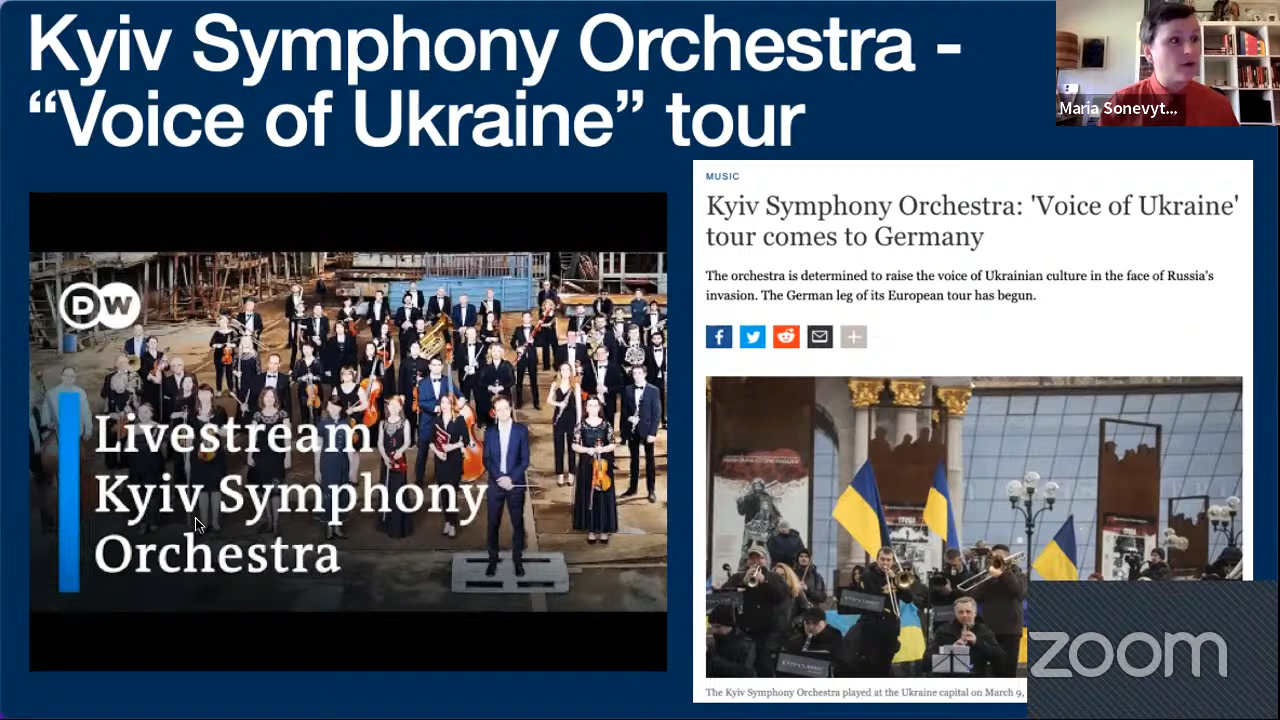 Kyiv Symphony Orchestra -
“Voice of Ukraine” tour
Maria Sonevyt...
DW
Livestream
Kyiv Symphony
Orchestra
MUSIC
Kyiv Symphony Orchestra: 'Voice of Ukraine'
tour comes to Germany
The orchestra is determined to raise the voice of Ukrainian culture in the face of Russia's
invasion. The German leg of its European tour has begun.
The Kyiv Symphony Orchestra played at the Ukraine capital on March 9,
zoom